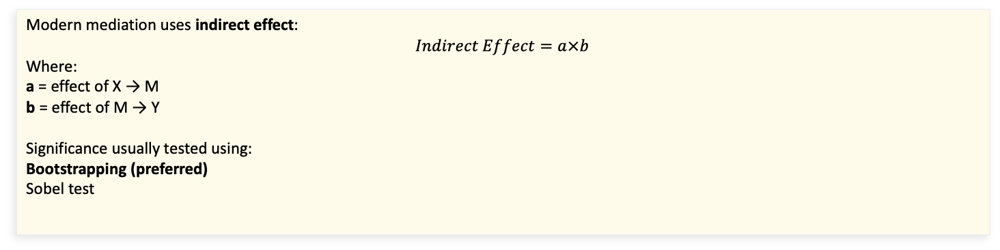 Modern mediation uses indirect effect:
Indirect Effect = a×b
Where:
a = effect of X → M
b = effect of M → Y
Significance usually tested using:
Bootstrapping (preferred)
Sobel test